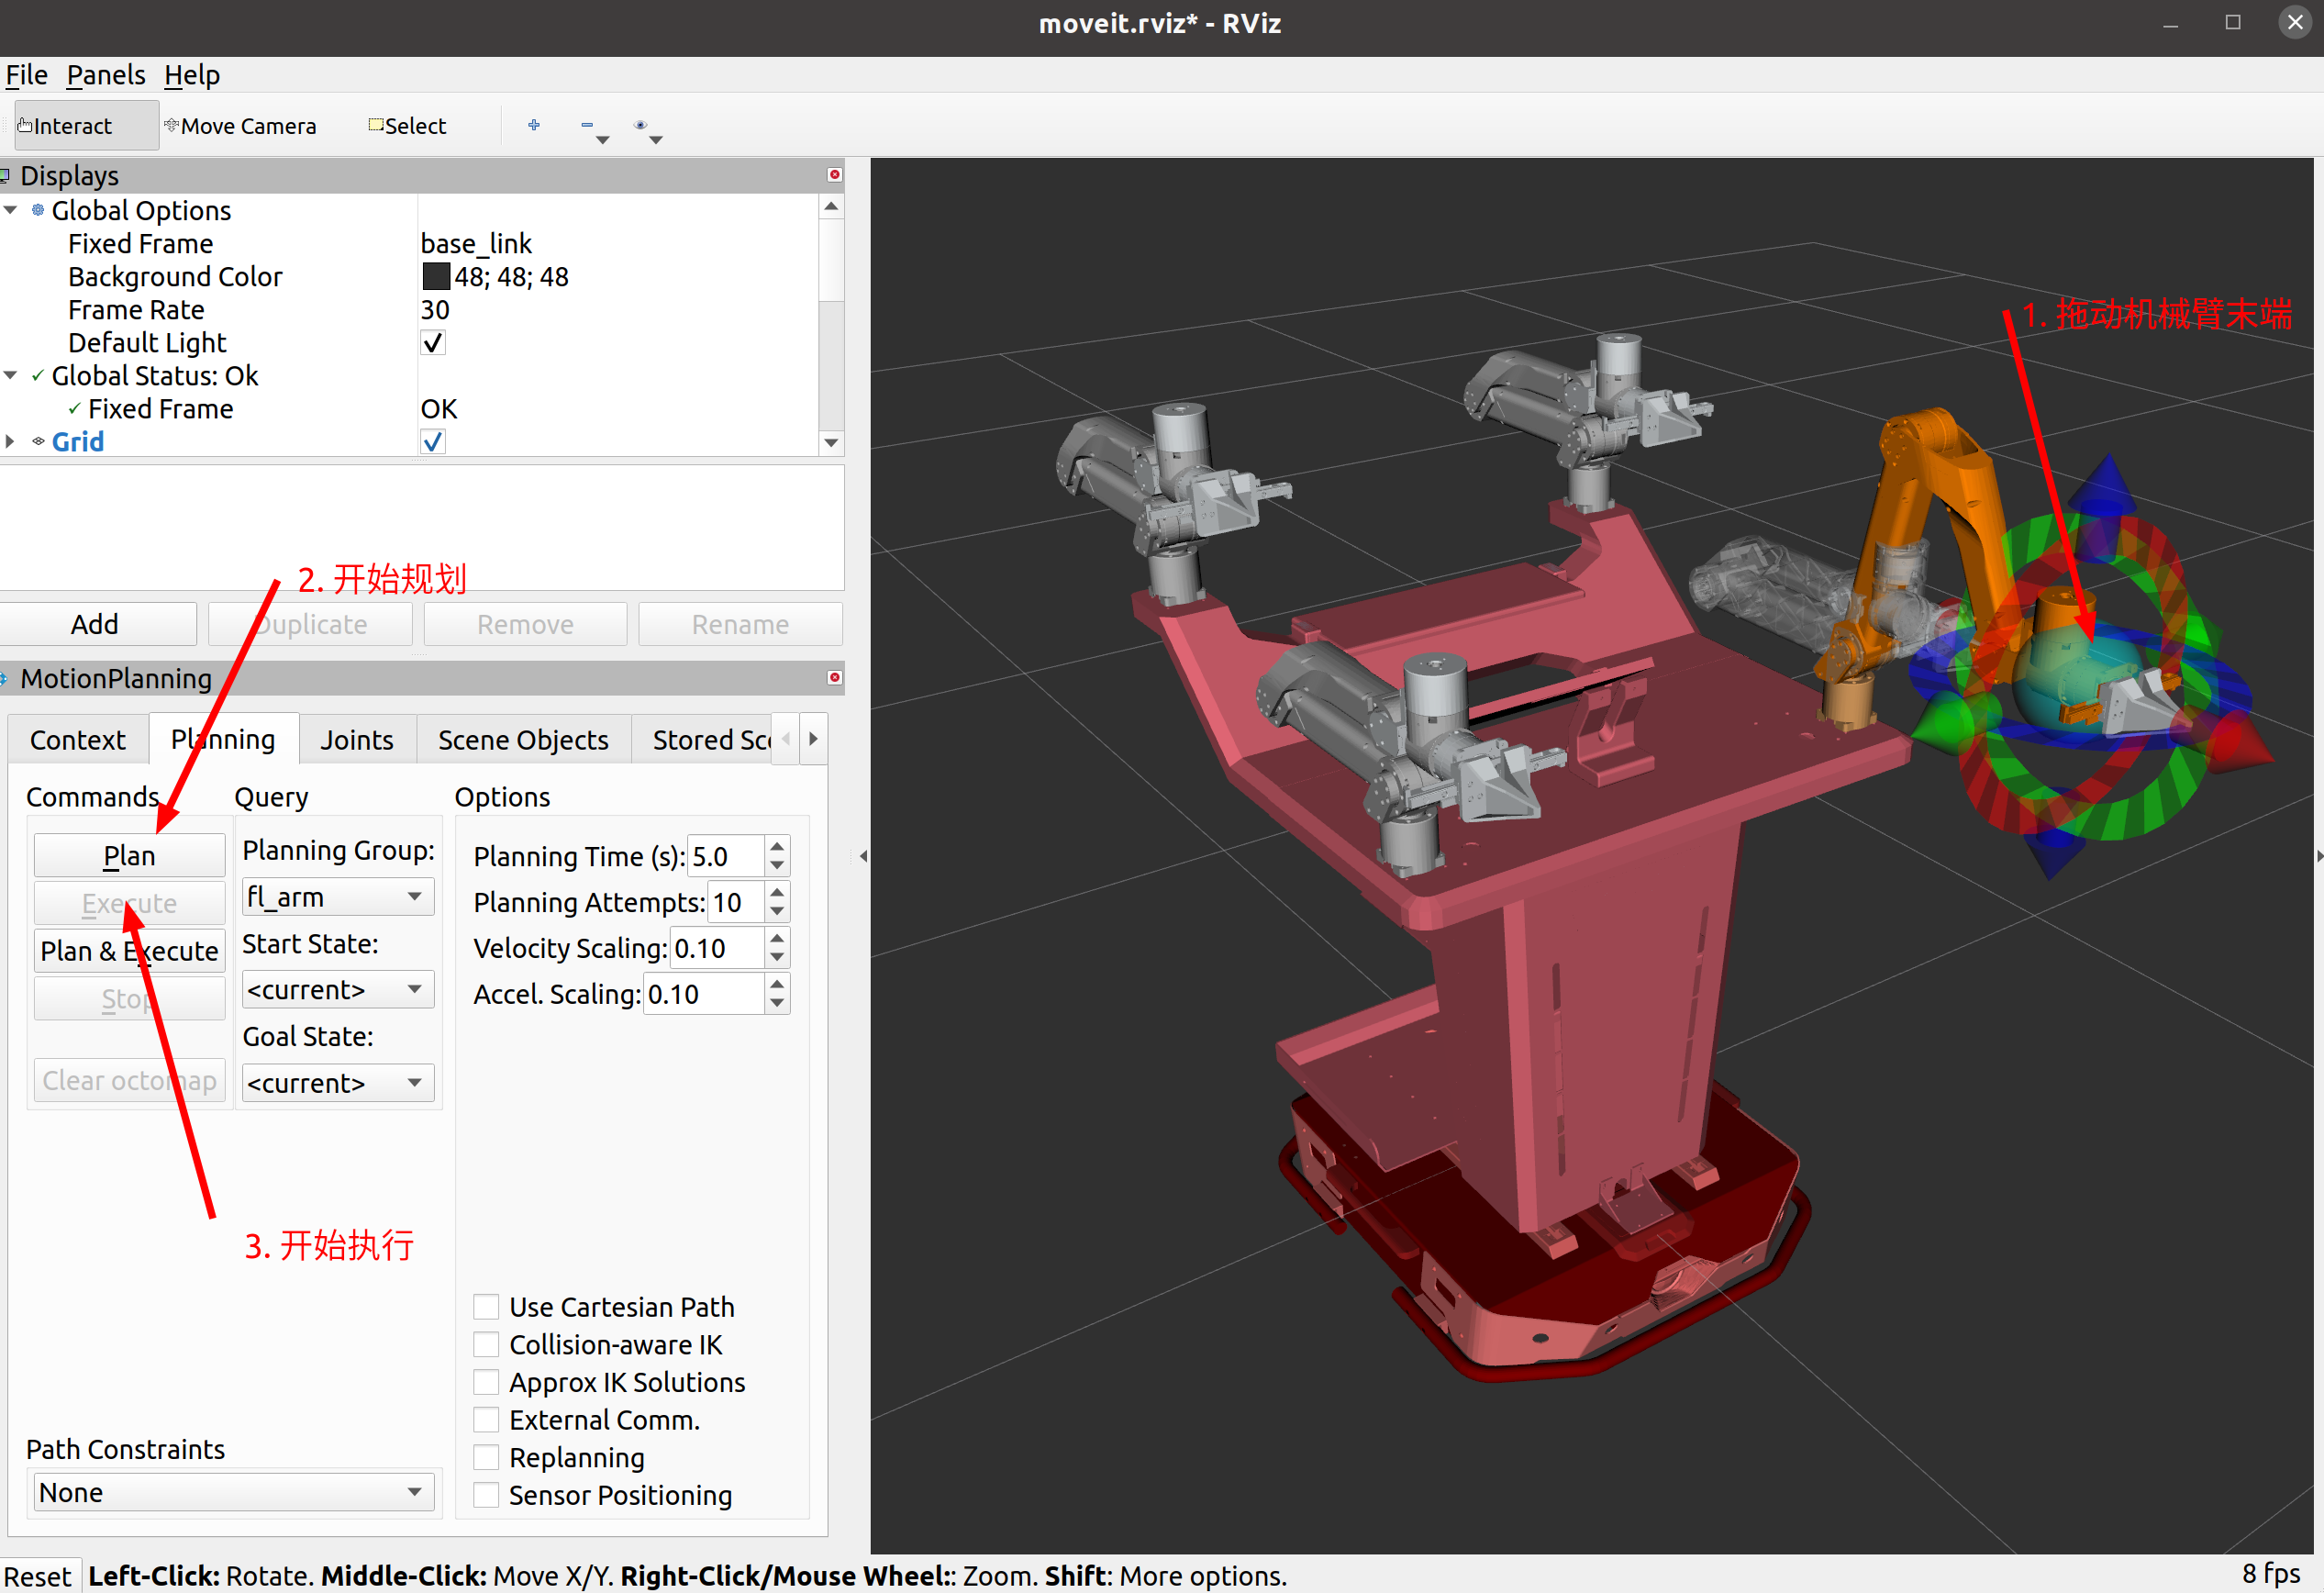 moveit.rviz* - RViz
File Panels Help
Interact Move Camera Select
Displays
Global Options
Fixed Frame base_link
Background Color 48; 48; 48
Frame Rate 30
Default Light
Global Status: Ok
Fixed Frame OK
Grid
1. 拖动机械臂末端
2. 开始规划
Add Duplicate Remove Rename
MotionPlanning
Context Planning Joints Scene Objects Stored Sc
Commands Query Options
Plan
Execute
Plan & Execute
Stop
Clear octomap
Planning Group:
fl_arm
Start State:
<current>
Goal State:
<current>
Planning Time (s): 5.0
Planning Attempts: 10
Velocity Scaling: 0.10
Accel. Scaling: 0.10
3. 开始执行
Use Cartesian Path
Collision-aware IK
Approx IK Solutions
External Comm.
Replanning
Sensor Positioning
Path Constraints
None
Reset Left-Click: Rotate. Middle-Click: Move X/Y. Right-Click/Mouse Wheel:: Zoom. Shift: More options. 8 fps